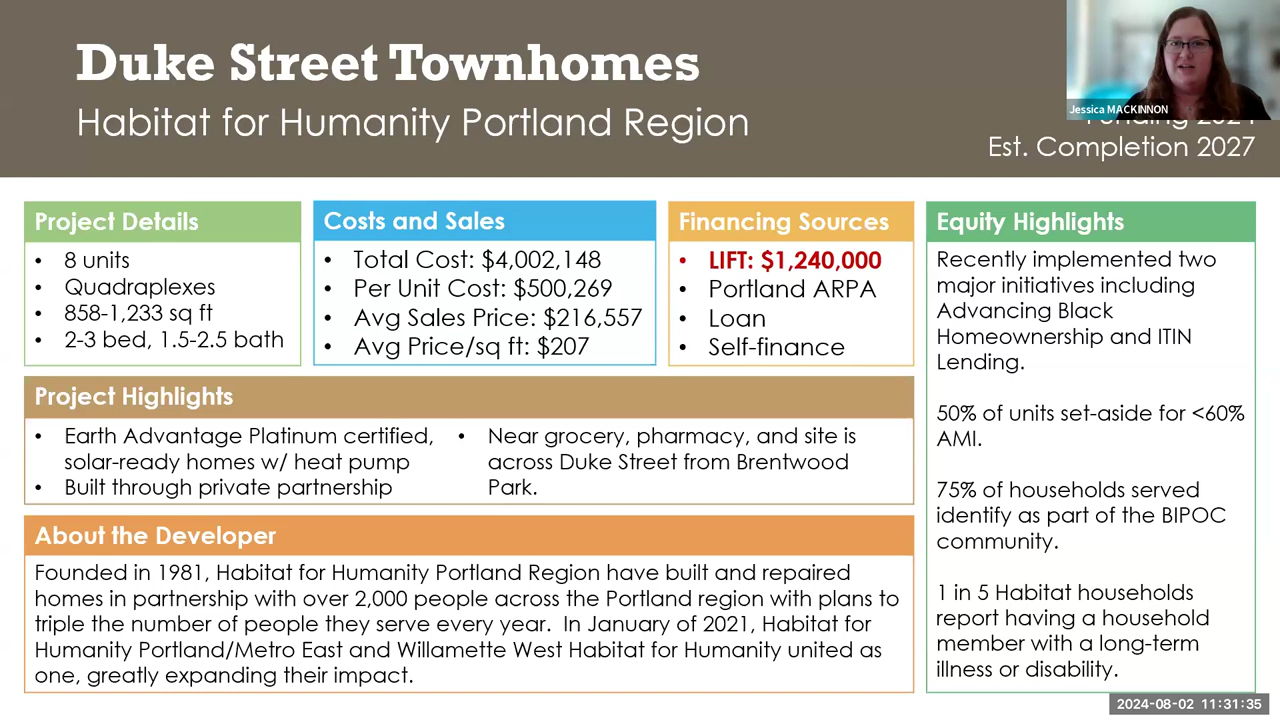 Duke Street Townhomes
Habitat for Humanity Portland Region
Jessica MACKINNON
Est. Completion 2027
Project Details
• 8 units
• Quadraplexes
• 858-1,233 sq ft
• 2-3 bed, 1.5-2.5 bath
Costs and Sales
• Total Cost: $4,002,148
• Per Unit Cost: $500,269
• Avg Sales Price: $216,557
• Avg Price/sq ft: $207
Financing Sources
• LIFT: $1,240,000
• Portland ARPA
• Loan
• Self-finance
Equity Highlights
Recently implemented two
major initiatives including
Advancing Black
Homeownership and ITIN
Lending.
50% of units set-aside for <60%
AMI.
75% of households served
identify as part of the BIPOC
community.
1 in 5 Habitat households
report having a household
member with a long-term
illness or disability.
Project Highlights
• Earth Advantage Platinum certified,
solar-ready homes w/ heat pump
• Built through private partnership
• Near grocery, pharmacy, and site is
across Duke Street from Brentwood
Park.
About the Developer
Founded in 1981, Habitat for Humanity Portland Region have built and repaired
homes in partnership with over 2,000 people across the Portland region with plans to
triple the number of people they serve every year.  In January of 2021, Habitat for
Humanity Portland/Metro East and Willamette West Habitat for Humanity united as
one, greatly expanding their impact.
2024-08-02 11:31:35